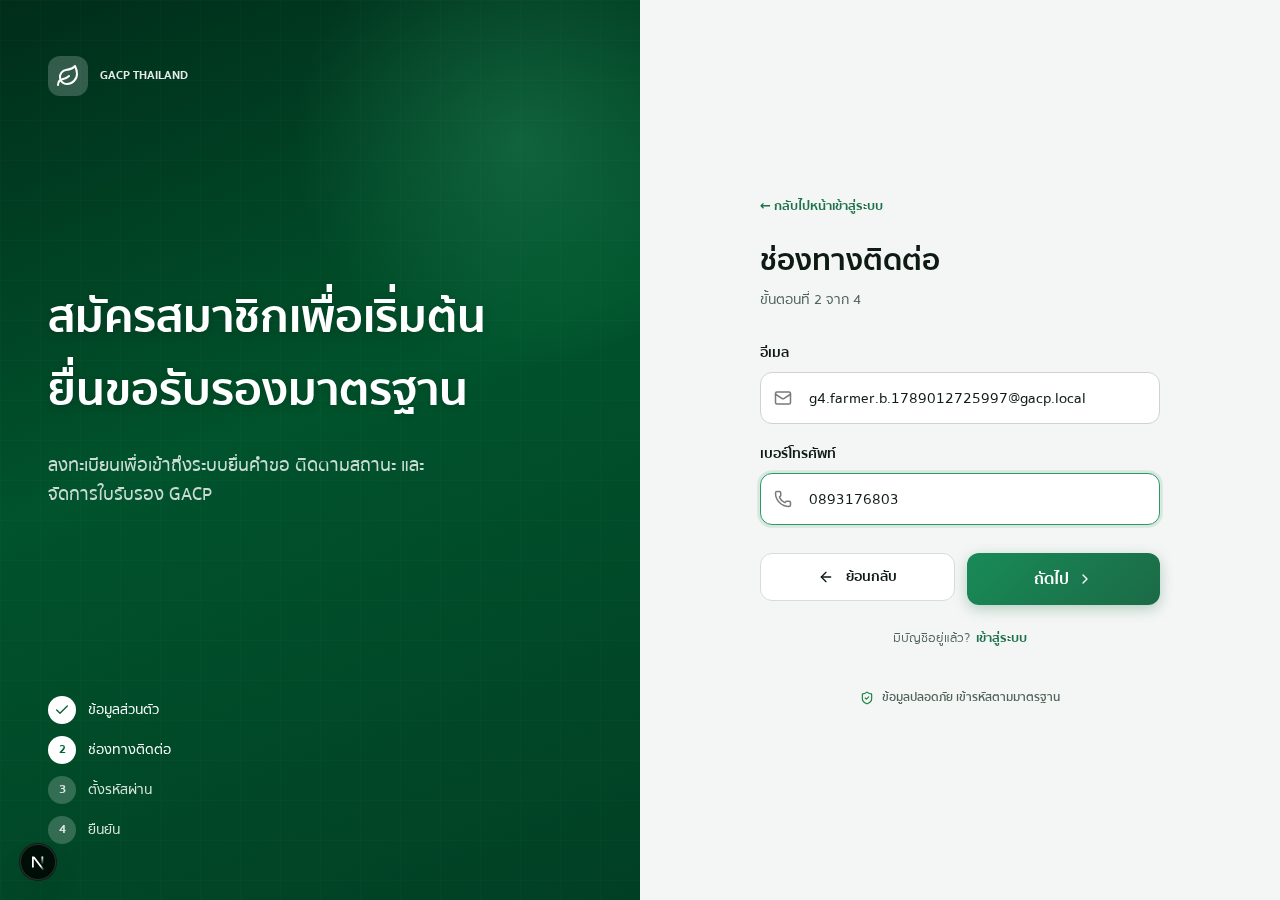 GACP THAILAND
สมัครสมาชิกเพื่อเริ่มต้น
ยื่นขอรับรองมาตรฐาน
ลงทะเบียนเพื่อเข้าถึงระบบยื่นคำขอ ติดตามสถานะ และ
จัดการใบรับรอง GACP
ข้อมูลส่วนตัว
2 ช่องทางติดต่อ
3 ตั้งรหัสผ่าน
4 ยืนยัน
N
← กลับไปหน้าเข้าสู่ระบบ
ช่องทางติดต่อ
ขั้นตอนที่ 2 จาก 4
อีเมล
g4.farmer.b.1789012725997@gacp.local
เบอร์โทรศัพท์
0893176803
ย้อนกลับ
ถัดไป
มีบัญชีอยู่แล้ว? เข้าสู่ระบบ
ข้อมูลปลอดภัย เข้ารหัสตามมาตรฐาน